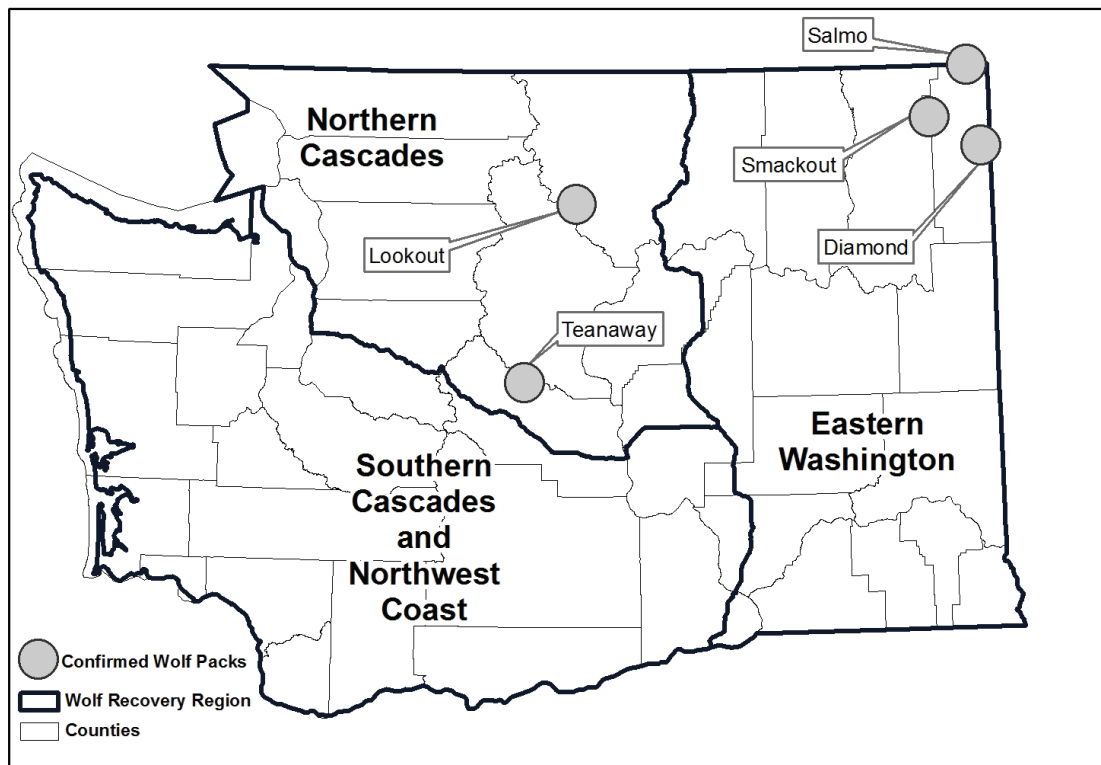 Salmo
Northern
Cascades
Smackout
Lookout
Diamond
Teanaway
Eastern
Washington
Southern
Cascades
and
Northwest
Coast
Confirmed Wolf Packs
Wolf Recovery Region
Counties